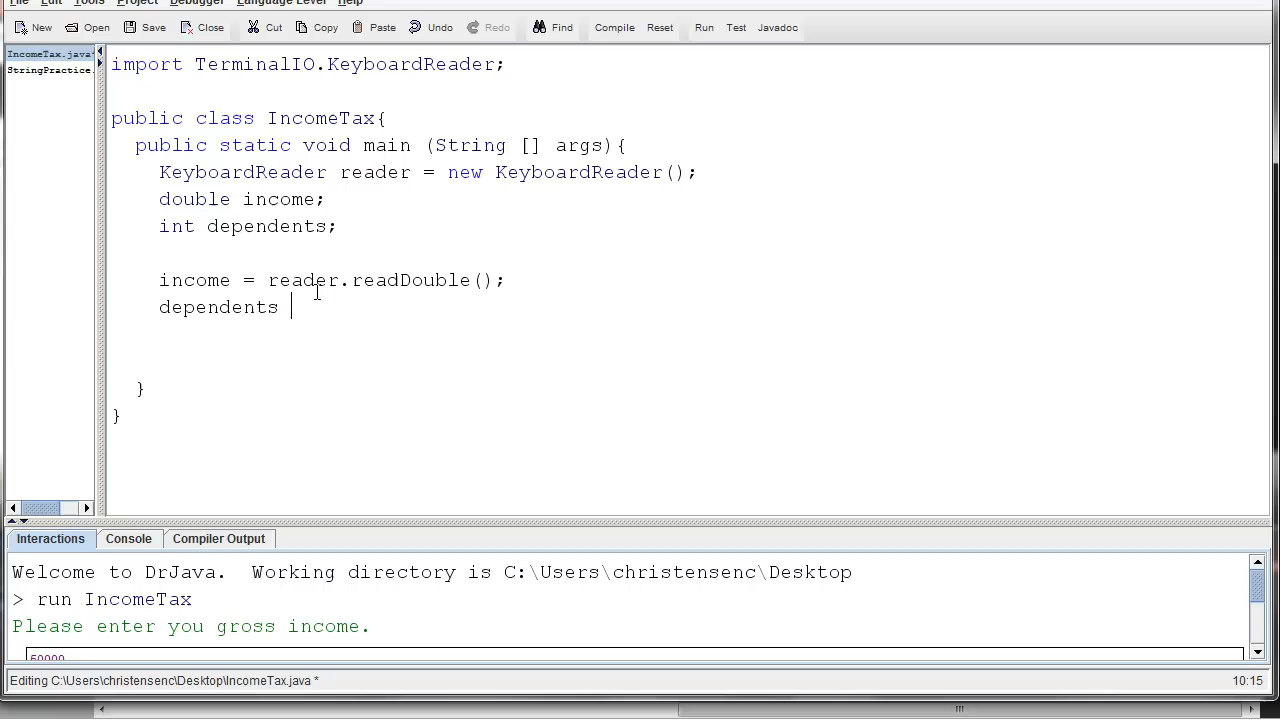 File Edit Tools Project Debugger Language Level Help
New Open Save Close Cut Copy Paste Undo Redo Find Compile Reset Run Test Javadoc
IncomeTax.java*
StringPractice.
import TerminalIO.KeyboardReader;
public class IncomeTax{
public static void main (String [] args){
KeyboardReader reader = new KeyboardReader();
double income;
int dependents;
income = reader.readDouble();
dependents
}
}
Interactions Console Compiler Output
Welcome to DrJava.  Working directory is C:\Users\christensenc\Desktop
> run IncomeTax
Please enter you gross income.
50000
Editing C:\Users\christensenc\Desktop\IncomeTax.java * 10:15